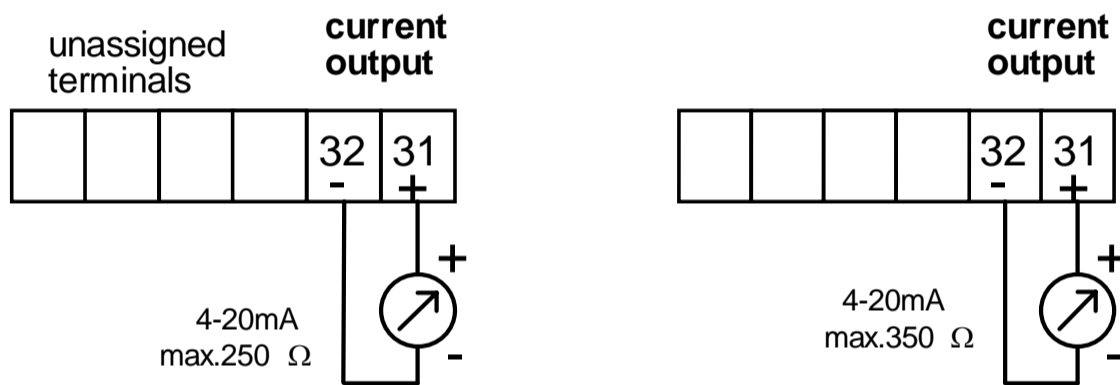 unassigned
terminals
current
output
32 31
- +
+
4-20mA
max.250 Ω
-
current
output
32 31
- +
+
4-20mA
max.350 Ω
-